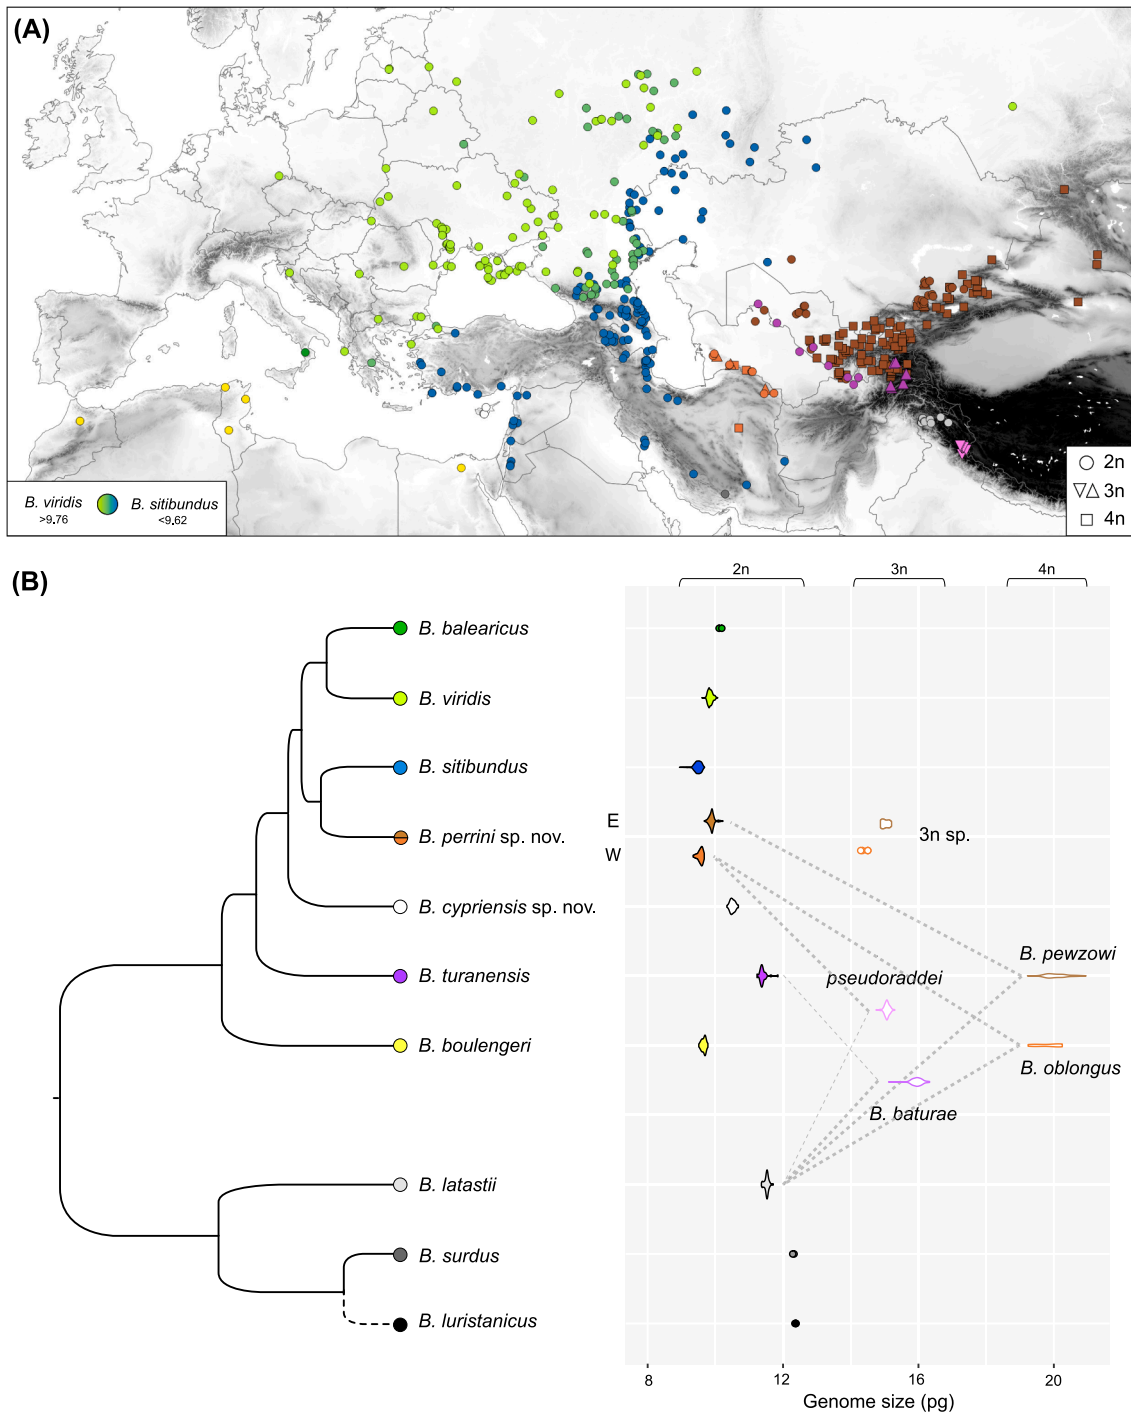 (A)
B. viridis
>9.76
B. sitibundus
<9.62
2n
3n
4n
(B)
2n
3n
4n
B. balearicus
B. viridis
B. sitibundus
E
B. perrini sp. nov.
W
3n sp.
B. cypriensis sp. nov.
B. pewzowi
B. turanensis
pseudoraddei
B. boulengeri
B. oblongus
B. baturae
B. latastii
B. surdus
B. luristanicus
8
12
16
20
Genome size (pg)